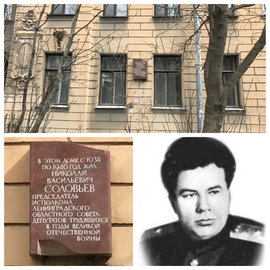 В ЭТОМ ДОМЕ С 1938
ПО 1946 ГОД ЖИЛ
НИКОЛАЙ
ВАСИЛЬЕВИЧ
СОЛОВЬЕВ
ПРЕДСЕДАТЕЛЬ
ИСПОЛКОМА
ЛЕНИНГРАДСКОГО
ОБЛАСТНОГО СОВЕТА
ДЕПУТАТОВ ТРУДЯЩИХСЯ
В ГОДЫ ВЕЛИКОЙ
ОТЕЧЕСТВЕННОЙ
ВОЙНЫ